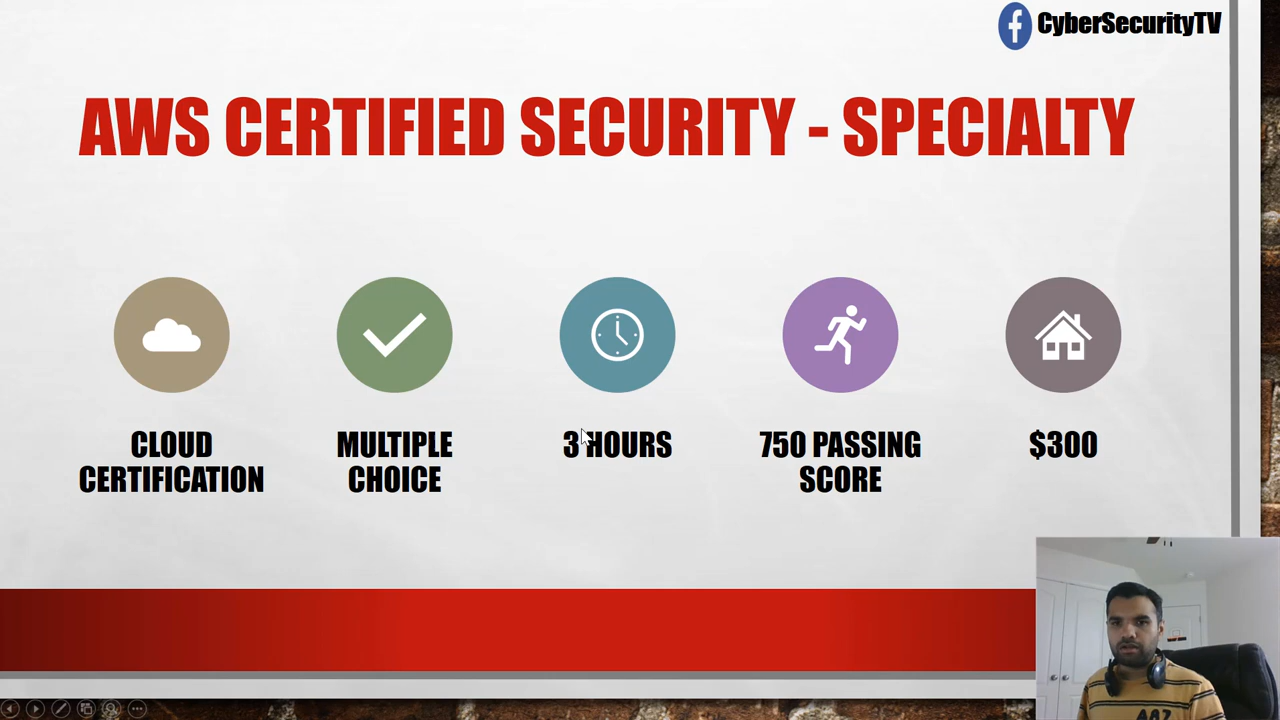 CyberSecurityTV
AWS CERTIFIED SECURITY - SPECIALTY
CLOUD
CERTIFICATION
MULTIPLE
CHOICE
3 HOURS
750 PASSING
SCORE
$300